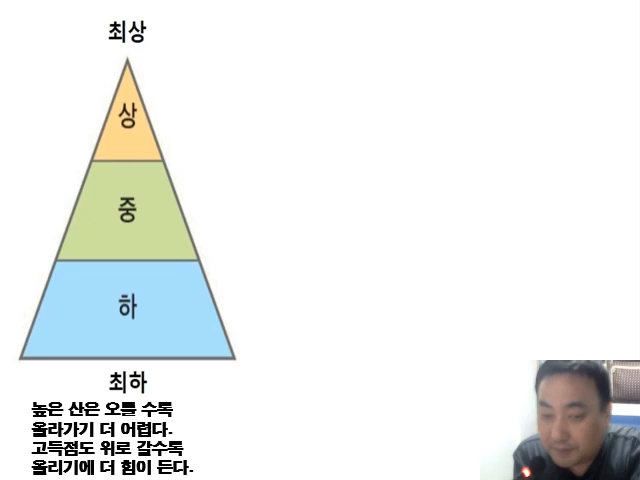 최상
상
중
하
최하
높은 산은 오를 수록
올라가기 더 어렵다.
고득점도 위로 갈수록
올리기에 더 힘이 든다.